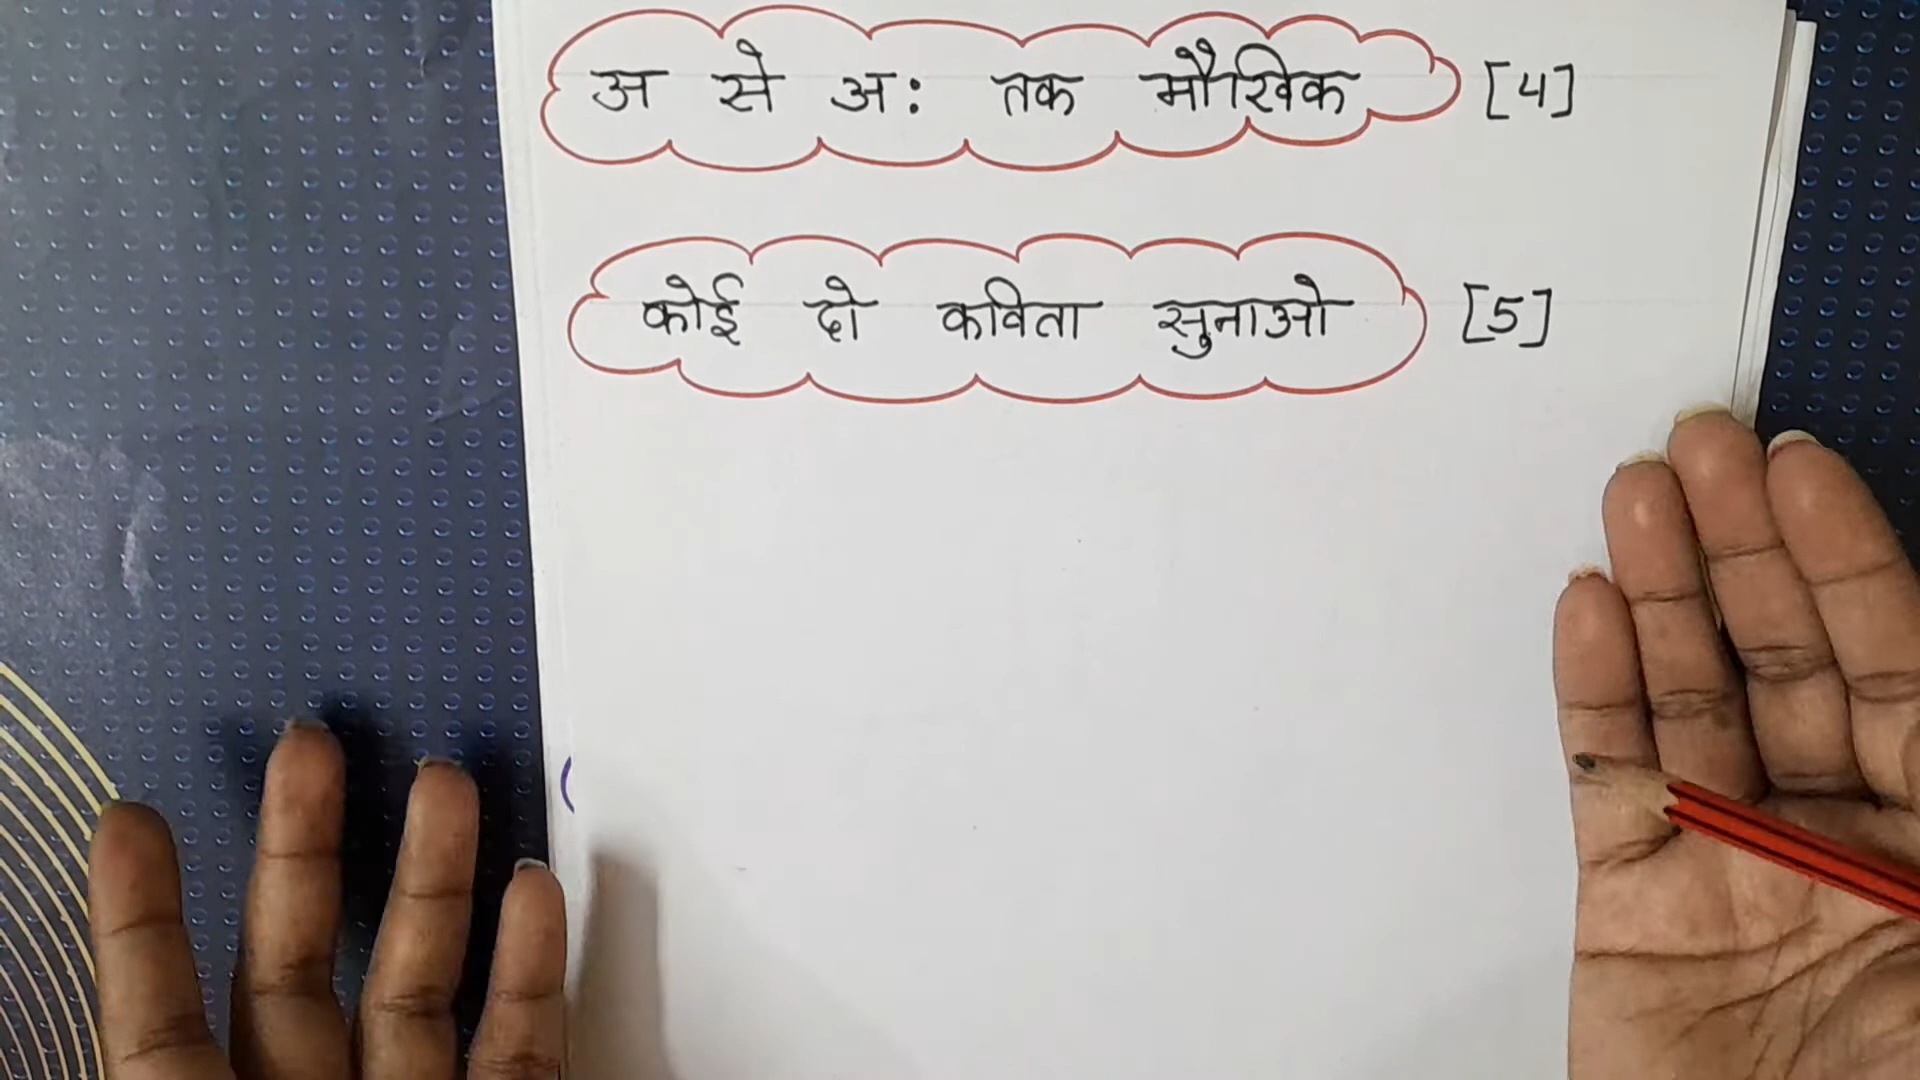 अ से अः तक मौखिक [4]
कोई दो कविता सुनाओ [5]